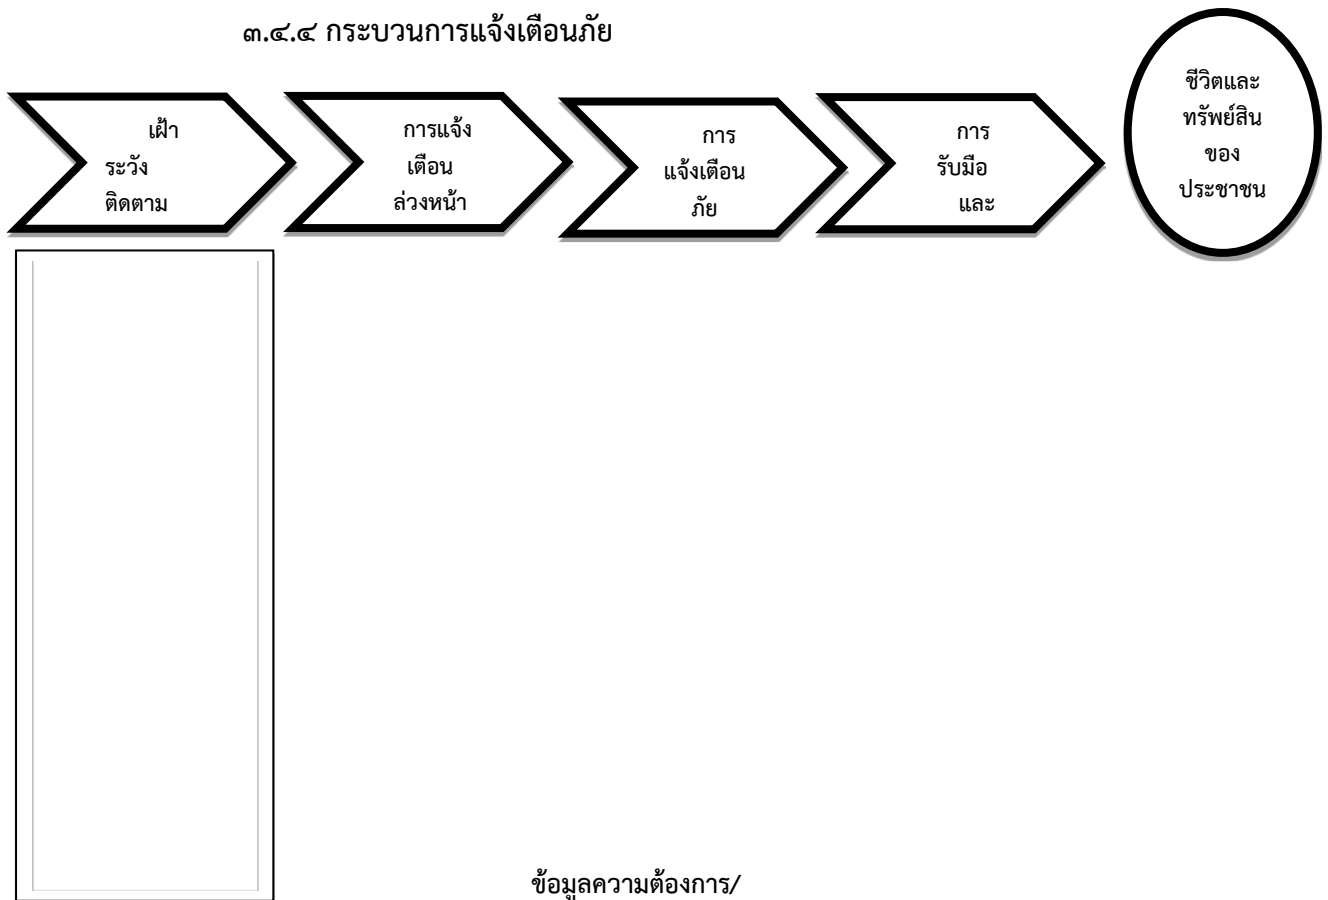 ๓.๔.๔ กระบวนการแจ้งเตือนภัย
เฝ้า
ระวัง
ติดตาม
การแจ้ง
เตือน
ล่วงหน้า
การ
แจ้งเตือน
ภัย
การ
รับมือ
และ
ชีวิตและ
ทรัพย์สิน
ของ
ประชาชน
ข้อมูลความต้องการ/